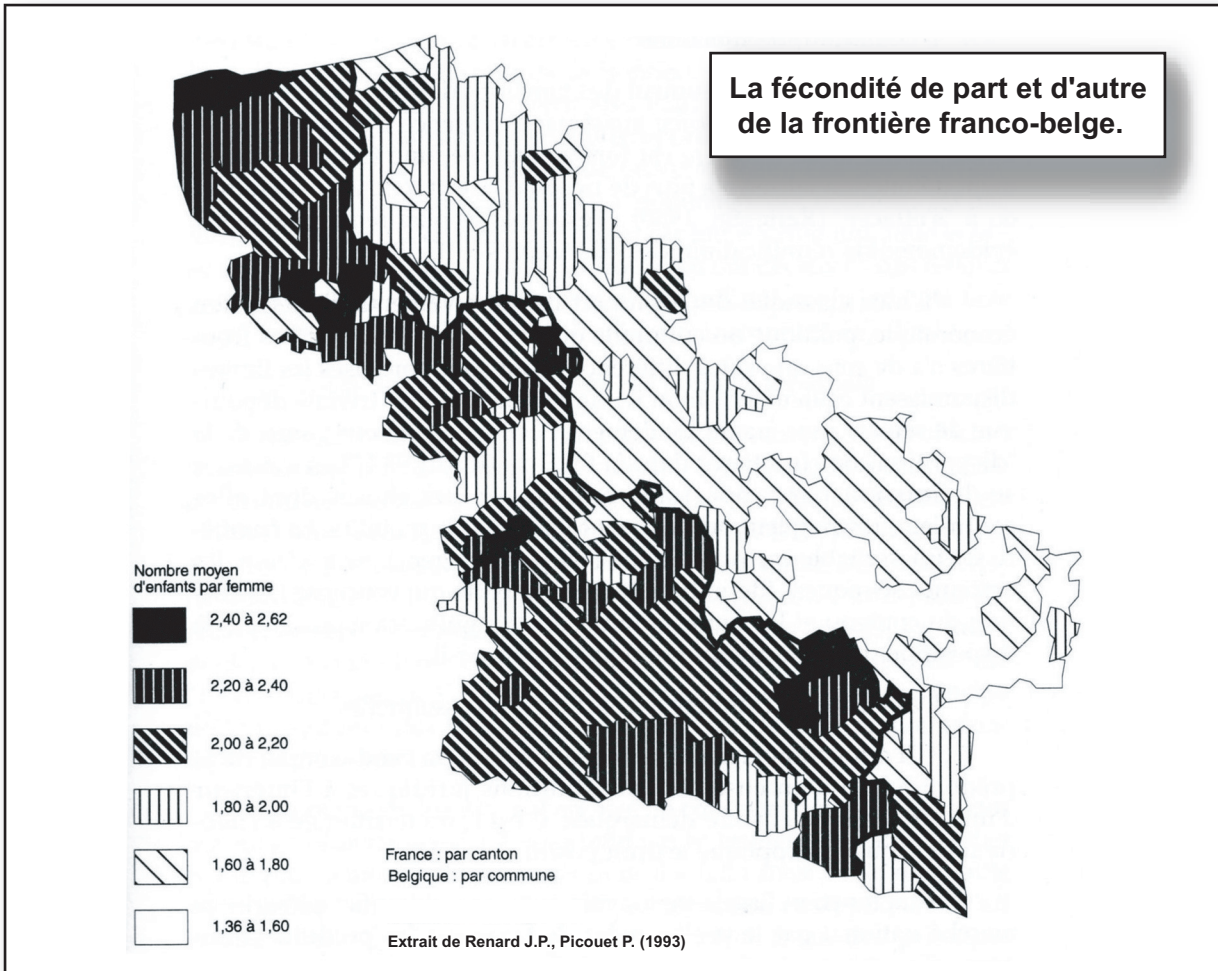 La fécondité de part et d'autre
de la frontière franco-belge.
Nombre moyen
d'enfants par femme
2,40 à 2,62
2,20 à 2,40
2,00 à 2,20
1,80 à 2,00
1,60 à 1,80
1,36 à 1,60
France : par canton
Belgique : par commune
Extrait de Renard J.P., Picouet P. (1993)